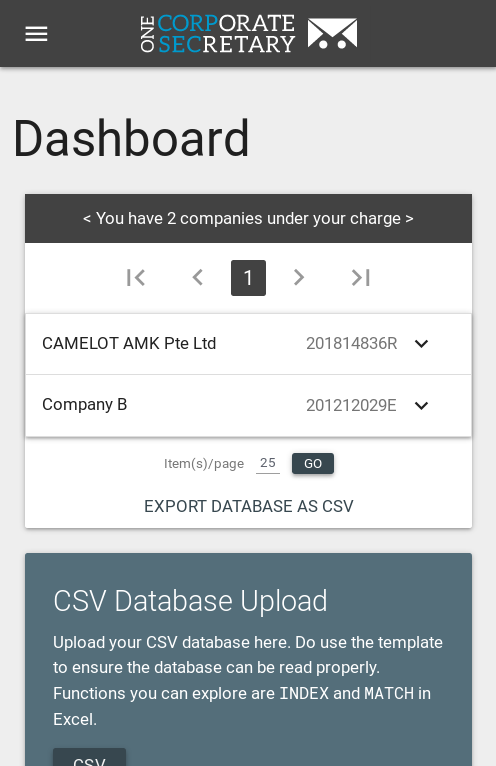 ONE CORPORATE
SECRETARY
Dashboard
< You have 2 companies under your charge >
1
CAMELOT AMK Pte Ltd 201814836R
Company B 201212029E
Item(s)/page 25 GO
EXPORT DATABASE AS CSV
CSV Database Upload
Upload your CSV database here. Do use the template
to ensure the database can be read properly.
Functions you can explore are INDEX and MATCH in
Excel.
CSV